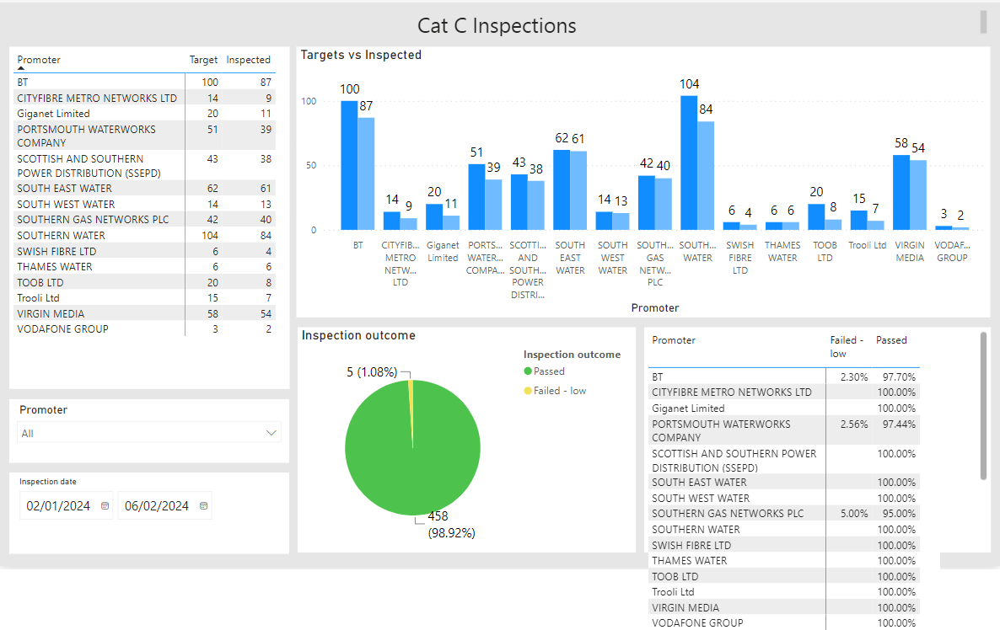 Cat C Inspections
Promoter Target Inspected
BT 100 87
CITYFIBRE METRO NETWORKS LTD 14 9
Giganet Limited 20 11
PORTSMOUTH WATERWORKS 51 39
COMPANY
SCOTTISH AND SOUTHERN 43 38
POWER DISTRIBUTION (SSEPD)
SOUTH EAST WATER 62 61
SOUTH WEST WATER 14 13
SOUTHERN GAS NETWORKS PLC 42 40
SOUTHERN WATER 104 84
SWISH FIBRE LTD 6 4
THAMES WATER 6 6
TOOB LTD 20 8
Trooli Ltd 15 7
VIRGIN MEDIA 58 54
VODAFONE GROUP 3 2
Targets vs Inspected
100
50
0
100 87
14 9
20 11
51 39
43 38
62 61
14 13
42 40
104 84
6 4
6 6
20 8
15 7
58 54
3 2
BT
CITYFIB...
METRO
NETW...
LTD
Giganet
Limited
PORTS...
WATER...
COMPA...
SCOTTI...
AND
SOUTH...
POWER
DISTRI...
SOUTH
EAST
WATER
SOUTH
WEST
WATER
SOUTH...
GAS
NETW...
PLC
SOUTH...
WATER
SWISH
FIBRE
LTD
THAMES
WATER
TOOB
LTD
Trooli Ltd
VIRGIN
MEDIA
VODAF...
GROUP
Promoter
Promoter
All
Inspection date
02/01/2024 06/02/2024
Inspection outcome
5 (1.08%)
458
(98.92%)
Inspection outcome
Passed
Failed - low
Promoter Failed - Passed
low
BT 2.30% 97.70%
CITYFIBRE METRO NETWORKS LTD 100.00%
Giganet Limited 100.00%
PORTSMOUTH WATERWORKS 2.56% 97.44%
COMPANY
SCOTTISH AND SOUTHERN POWER 100.00%
DISTRIBUTION (SSEPD)
SOUTH EAST WATER 100.00%
SOUTH WEST WATER 100.00%
SOUTHERN GAS NETWORKS PLC 5.00% 95.00%
SOUTHERN WATER 100.00%
SWISH FIBRE LTD 100.00%
THAMES WATER 100.00%
TOOB LTD 100.00%
Trooli Ltd 100.00%
VIRGIN MEDIA 100.00%
VODAFONE GROUP 100.00%